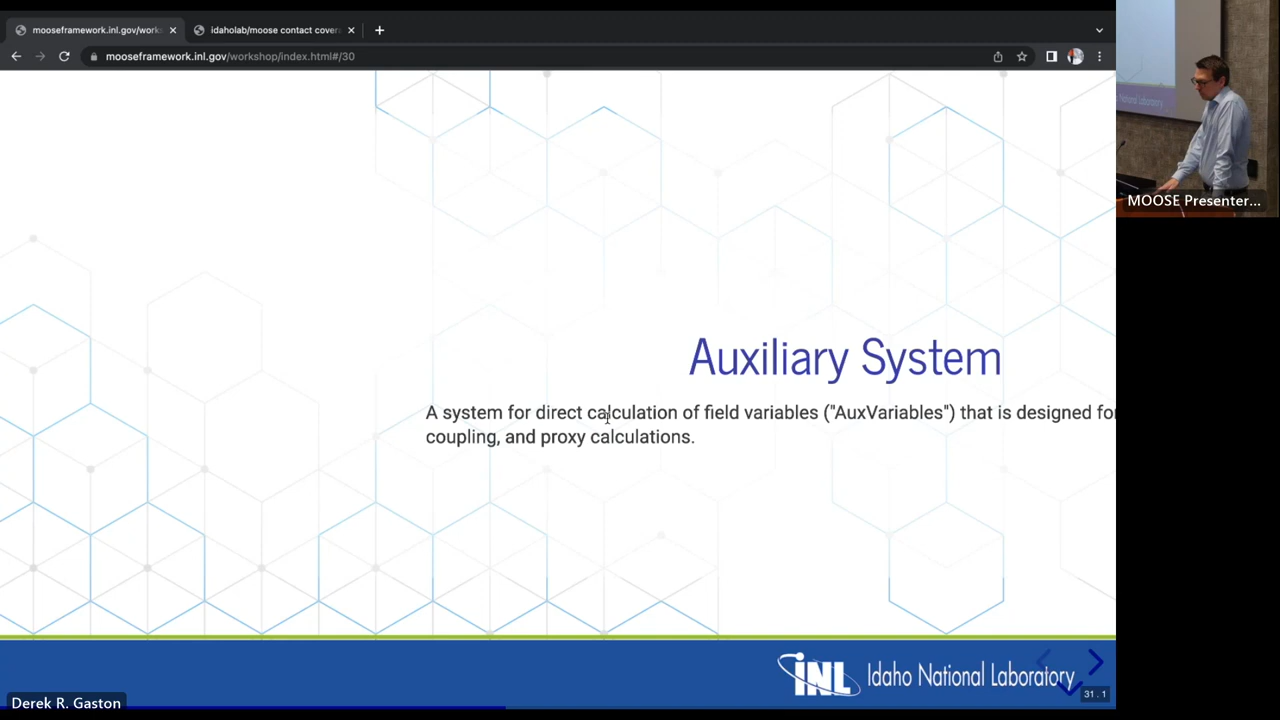 mooseframework.inl.gov/works
idaholab/moose contact cover
mooseframework.inl.gov/workshop/index.html#/30
MOOSE Presenter...
Auxiliary System
A system for direct calculation of field variables ("AuxVariables") that is designed for
coupling, and proxy calculations.
INL Idaho National Laboratory
31.1
Derek R. Gaston